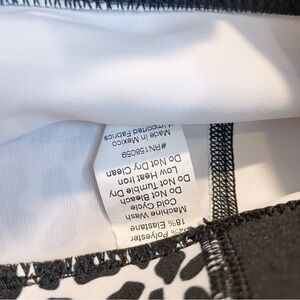 % Polyester
18% Elastane
Machine Wash
Cold Cycle
Do Not Bleach
Do Not Tumble Dry
Low Heat Iron
Do Not Dry Clean
#RN158059
Made in Mexico
Imported Fabrics